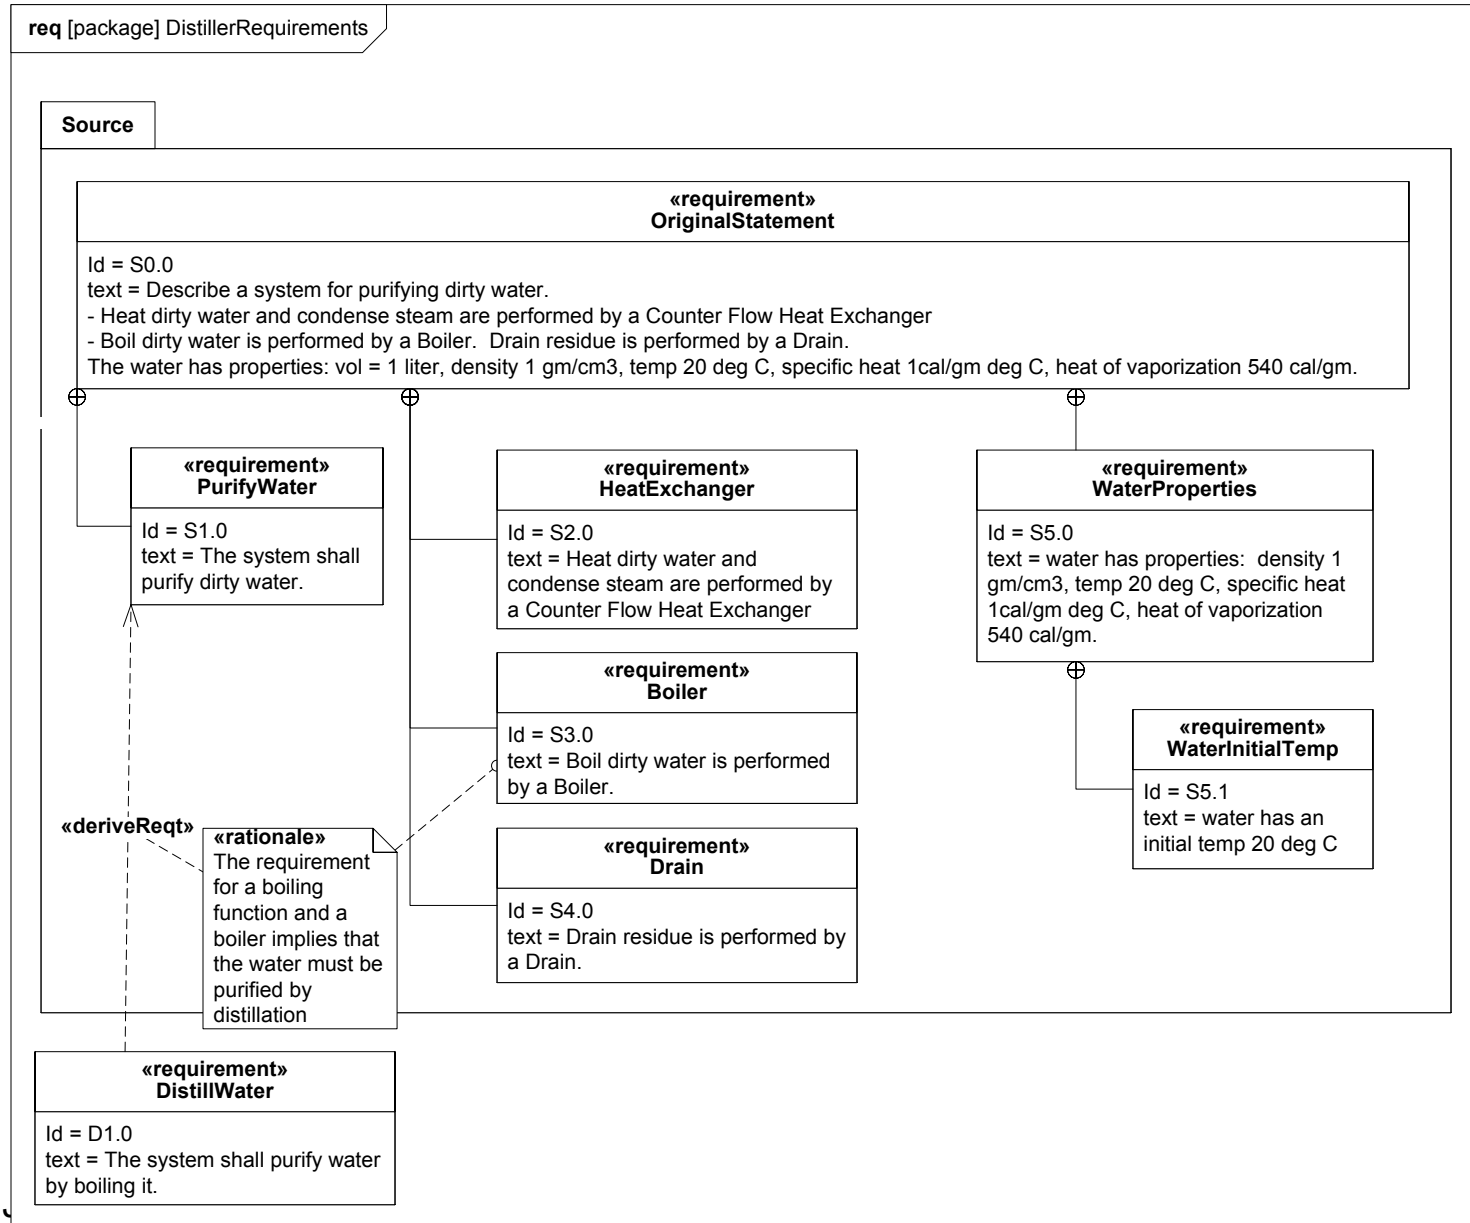 req [package] DistillerRequirements
Source
«requirement»
OriginalStatement
Id = S0.0
text = Describe a system for purifying dirty water.
- Heat dirty water and condense steam are performed by a Counter Flow Heat Exchanger
- Boil dirty water is performed by a Boiler.  Drain residue is performed by a Drain.
The water has properties: vol = 1 liter, density 1 gm/cm3, temp 20 deg C, specific heat 1cal/gm deg C, heat of vaporization 540 cal/gm.
«requirement»
PurifyWater
Id = S1.0
text = The system shall
purify dirty water.
«requirement»
HeatExchanger
Id = S2.0
text = Heat dirty water and
condense steam are performed by
a Counter Flow Heat Exchanger
«requirement»
WaterProperties
Id = S5.0
text = water has properties:  density 1
gm/cm3, temp 20 deg C, specific heat
1cal/gm deg C, heat of vaporization
540 cal/gm.
«requirement»
Boiler
Id = S3.0
text = Boil dirty water is performed
by a Boiler.
«requirement»
WaterInitialTemp
Id = S5.1
text = water has an
initial temp 20 deg C
«deriveReqt»
«rationale»
The requirement
for a boiling
function and a
boiler implies that
the water must be
purified by
distillation
«requirement»
Drain
Id = S4.0
text = Drain residue is performed by
a Drain.
«requirement»
DistillWater
Id = D1.0
text = The system shall purify water
by boiling it.